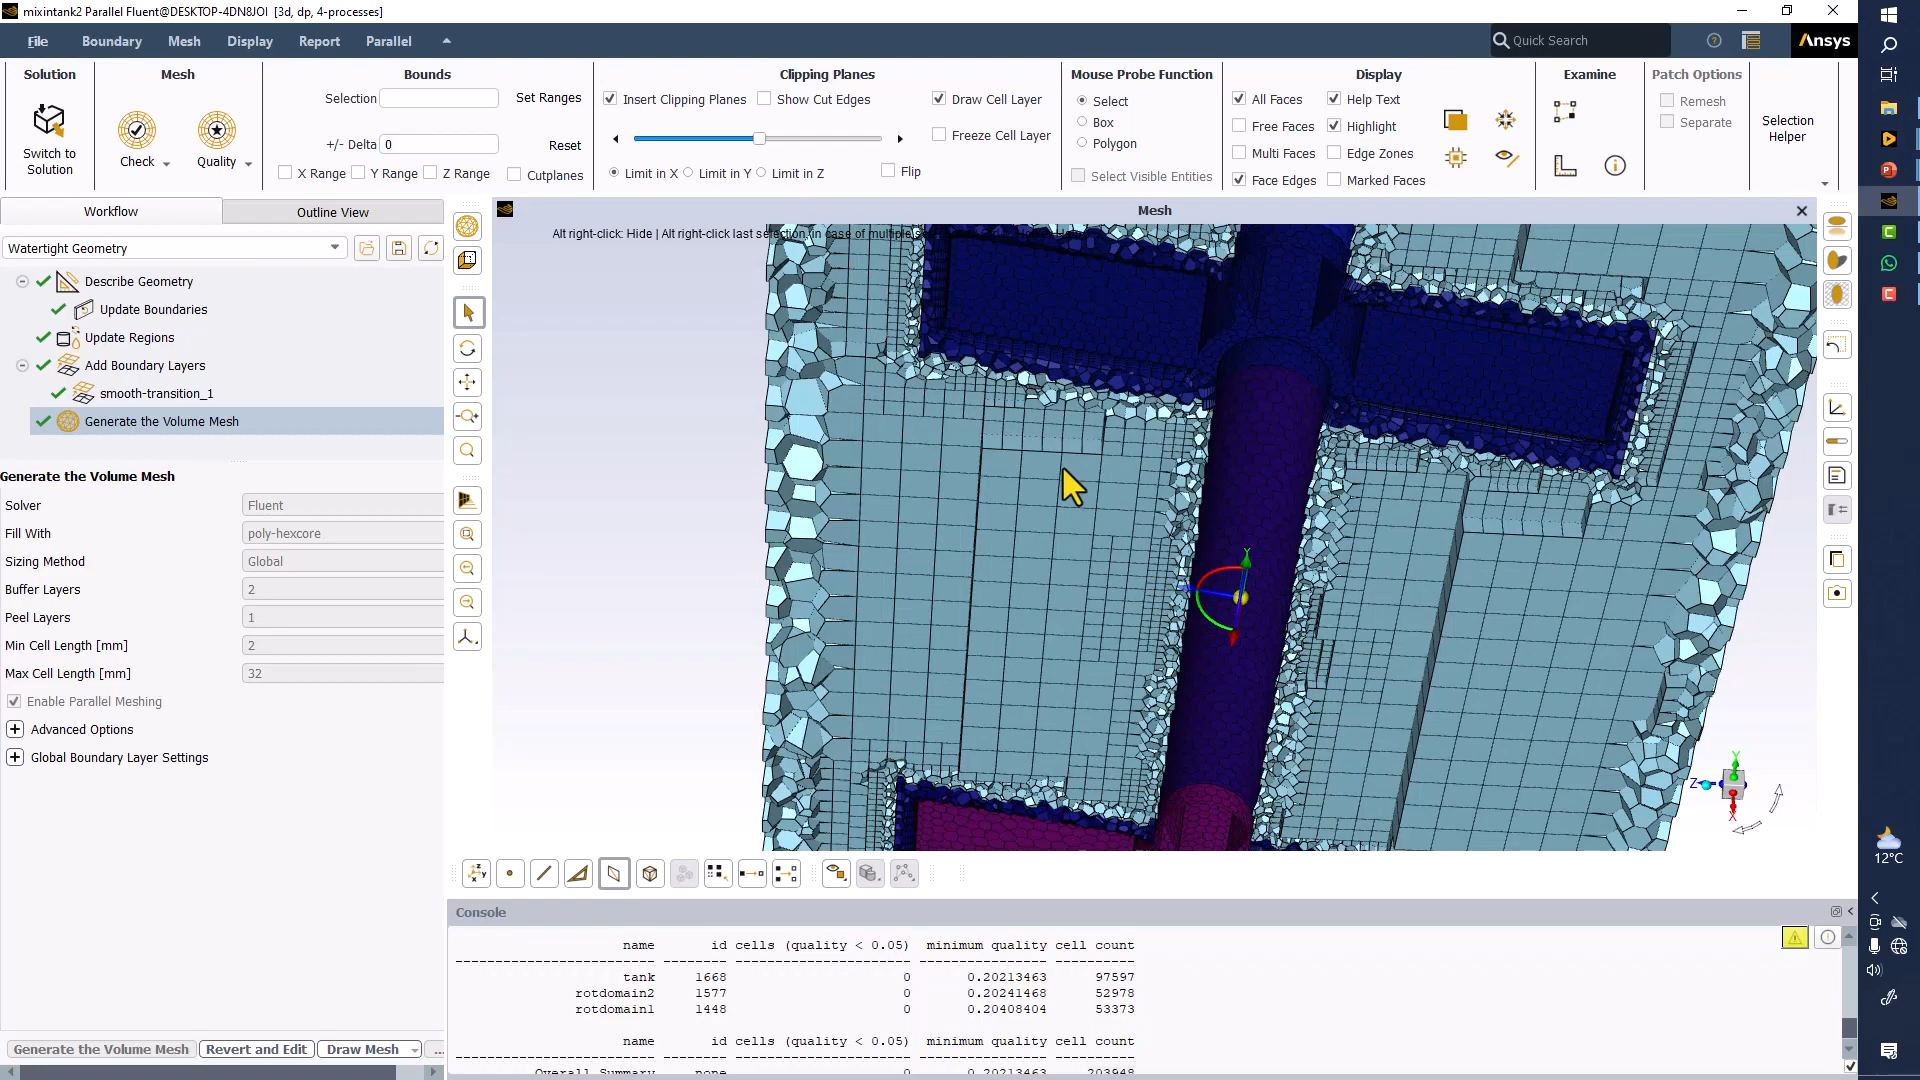 mixintank2 Parallel Fluent@DESKTOP-4DN8JOI [3d, dp, 4-processes]
File Boundary Mesh Display Report Parallel
Quick Search
Ansys
Solution Mesh Bounds Clipping Planes Mouse Probe Function Display Examine Patch Options
Switch to Solution
Check
Quality
Selection
Set Ranges
+/- Delta 0
Reset
X Range Y Range Z Range Cutplanes
Insert Clipping Planes Show Cut Edges
Draw Cell Layer
Freeze Cell Layer
Limit in X Limit in Y Limit in Z
Flip
Select
Box
Polygon
Select Visible Entities
All Faces Help Text
Free Faces Highlight
Multi Faces Edge Zones
Face Edges Marked Faces
Remesh
Separate
Selection Helper
Workflow Outline View
Watertight Geometry
Describe Geometry
Update Boundaries
Update Regions
Add Boundary Layers
smooth-transition_1
Generate the Volume Mesh
Generate the Volume Mesh
Solver Fluent
Fill With poly-hexcore
Sizing Method Global
Buffer Layers 2
Peel Layers 1
Min Cell Length [mm] 2
Max Cell Length [mm] 32
Enable Parallel Meshing
Advanced Options
Global Boundary Layer Settings
Generate the Volume Mesh Revert and Edit Draw Mesh ...
Mesh
Alt right-click: Hide | Alt right-click last selection in case of multiple
Y
Y
Z
X
Console
name id cells (quality < 0.05) minimum quality cell count
tank 1668 0 0.20213463 97597
rotdomain2 1577 0 0.20241468 52978
rotdomain1 1448 0 0.20408404 53373
name id cells (quality < 0.05) minimum quality cell count
Overall Summary none 0 0.20213463 203948
12°C